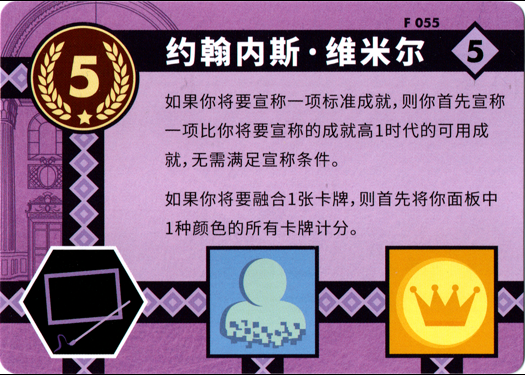 F 055
5
约翰内斯·维米尔
5
如果你将要宣称一项标准成就，则你首先宣称
一项比你将要宣称的成就高1时代的可用成
就，无需满足宣称条件。
如果你将要融合1张卡牌，则首先将你面板中
1种颜色的所有卡牌计分。